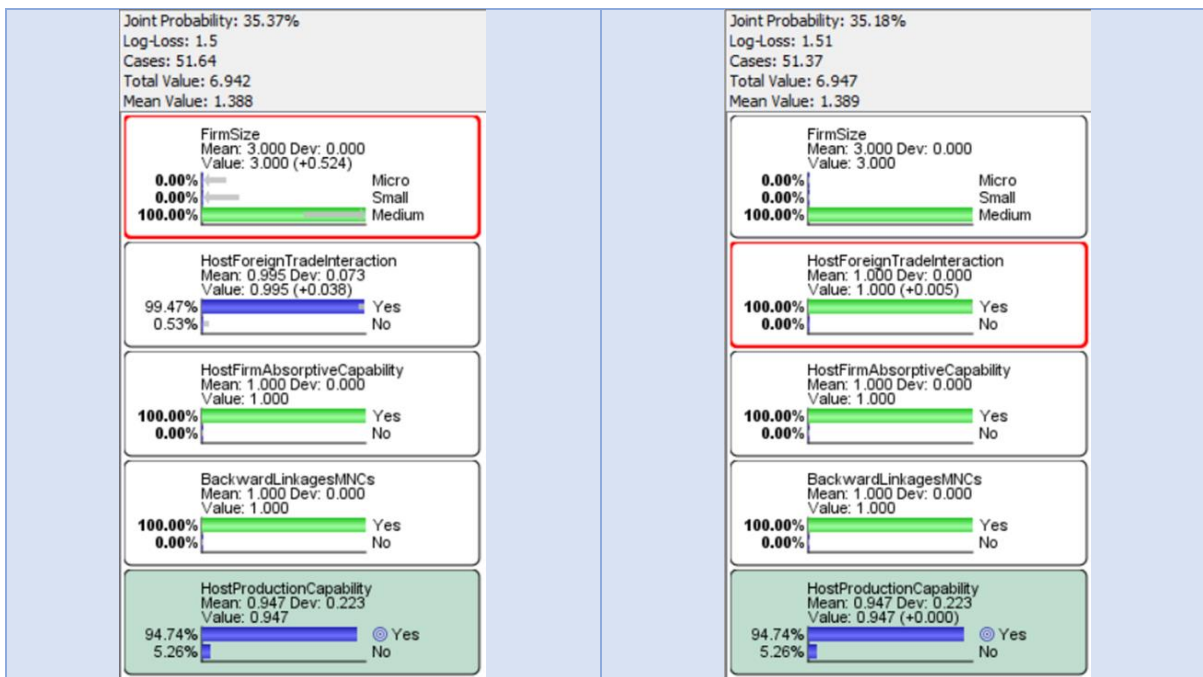 Joint Probability: 35.37%
Log-Loss: 1.5
Cases: 51.64
Total Value: 6.942
Mean Value: 1.388
FirmSize
Mean: 3.000 Dev: 0.000
Value: 3.000 (+0.524)
0.00% Micro
0.00% Small
100.00% Medium
HostForeignTradeInteraction
Mean: 0.995 Dev: 0.073
Value: 0.995 (+0.038)
99.47% Yes
0.53% No
HostFirmAbsorptiveCapability
Mean: 1.000 Dev: 0.000
Value: 1.000
100.00% Yes
0.00% No
BackwardLinkagesMNCs
Mean: 1.000 Dev: 0.000
Value: 1.000
100.00% Yes
0.00% No
HostProductionCapability
Mean: 0.947 Dev: 0.223
Value: 0.947
94.74% Yes
5.26% No
Joint Probability: 35.18%
Log-Loss: 1.51
Cases: 51.37
Total Value: 6.947
Mean Value: 1.389
FirmSize
Mean: 3.000 Dev: 0.000
Value: 3.000
0.00% Micro
0.00% Small
100.00% Medium
HostForeignTradeInteraction
Mean: 1.000 Dev: 0.000
Value: 1.000 (+0.005)
100.00% Yes
0.00% No
HostFirmAbsorptiveCapability
Mean: 1.000 Dev: 0.000
Value: 1.000
100.00% Yes
0.00% No
BackwardLinkagesMNCs
Mean: 1.000 Dev: 0.000
Value: 1.000
100.00% Yes
0.00% No
HostProductionCapability
Mean: 0.947 Dev: 0.223
Value: 0.947 (+0.000)
94.74% Yes
5.26% No